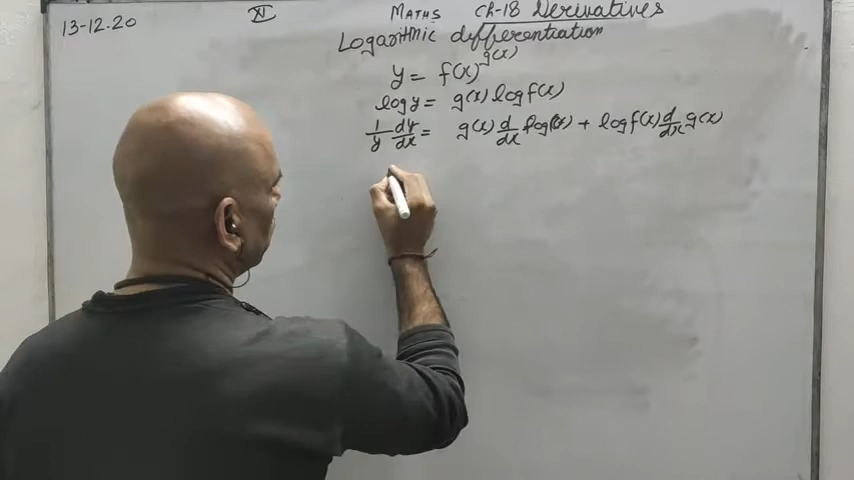 13-12.20 XI MATHS Ch-18 Derivatives
Logarithmic differentiation
y = f(x)^g(x)
log y = g(x) log f(x)
1/y dy/dx = g(x) d/dx log f(x) + log f(x) d/dx g(x)